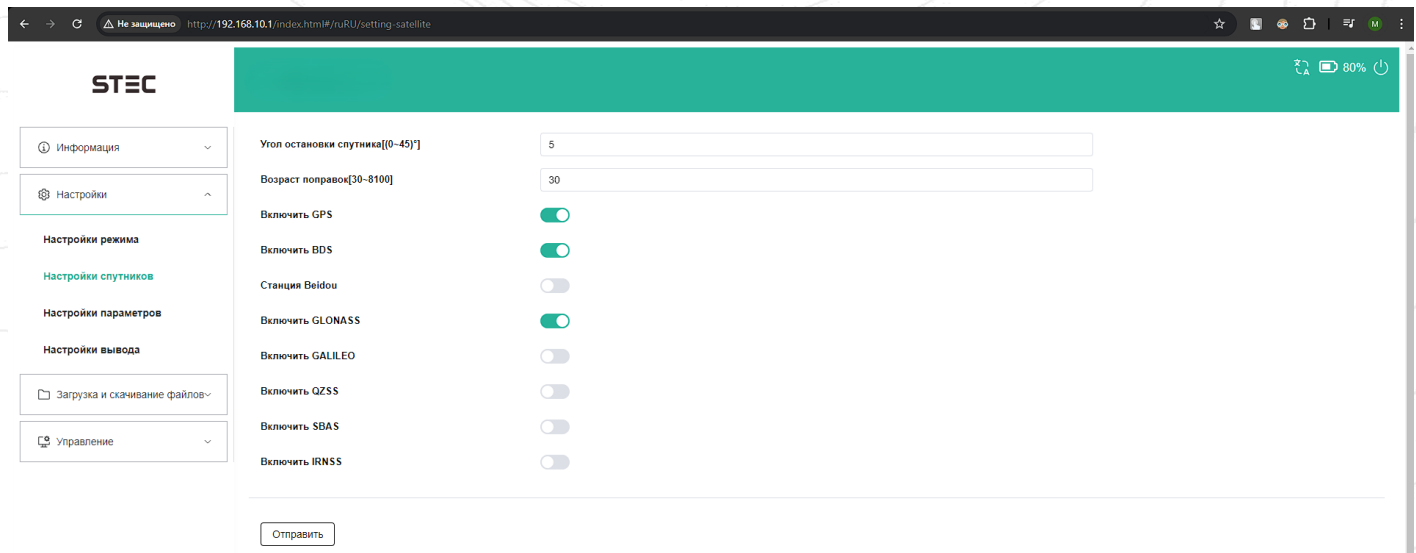 Не защищено http://192.168.10.1/index.html#/ruRU/setting-satellite
M
STEC
80%
Информация
Настройки
Настройки режима
Настройки спутников
Настройки параметров
Настройки вывода
Загрузка и скачивание файлов
Управление
Угол остановки спутника[(0~45)°] 5
Возраст поправок[30~8100] 30
Включить GPS
Включить BDS
Станция Beidou
Включить GLONASS
Включить GALILEO
Включить QZSS
Включить SBAS
Включить IRNSS
Отправить